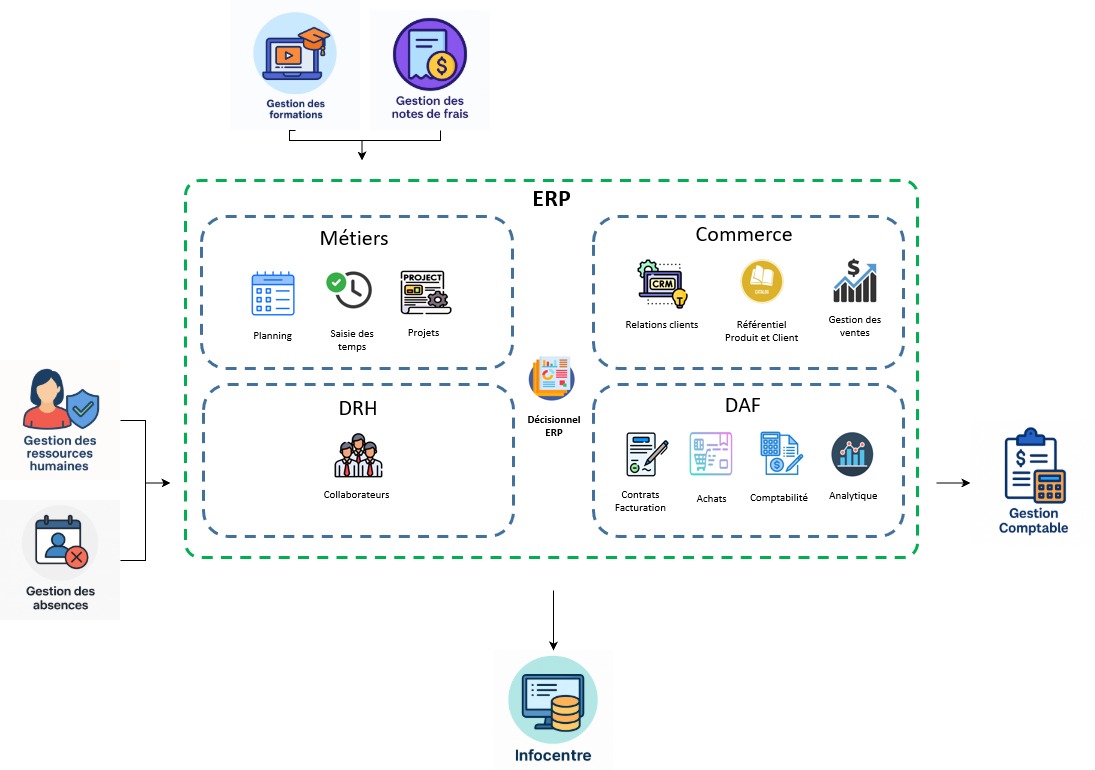 Gestion des
formations
Gestion des
notes de frais
$
ERP
Métiers
PROJECT
Planning
Saisie des
temps
Projets
Commerce
CRM
$
Relations clients
Référentiel
Produit et Client
Gestion des
ventes
Décisionnel
ERP
DRH
Collaborateurs
DAF
$
Contrats
Facturation
Achats
Comptabilité
Analytique
Gestion des
ressources
humaines
Gestion des
absences
$
Gestion
Comptable
Infocentre